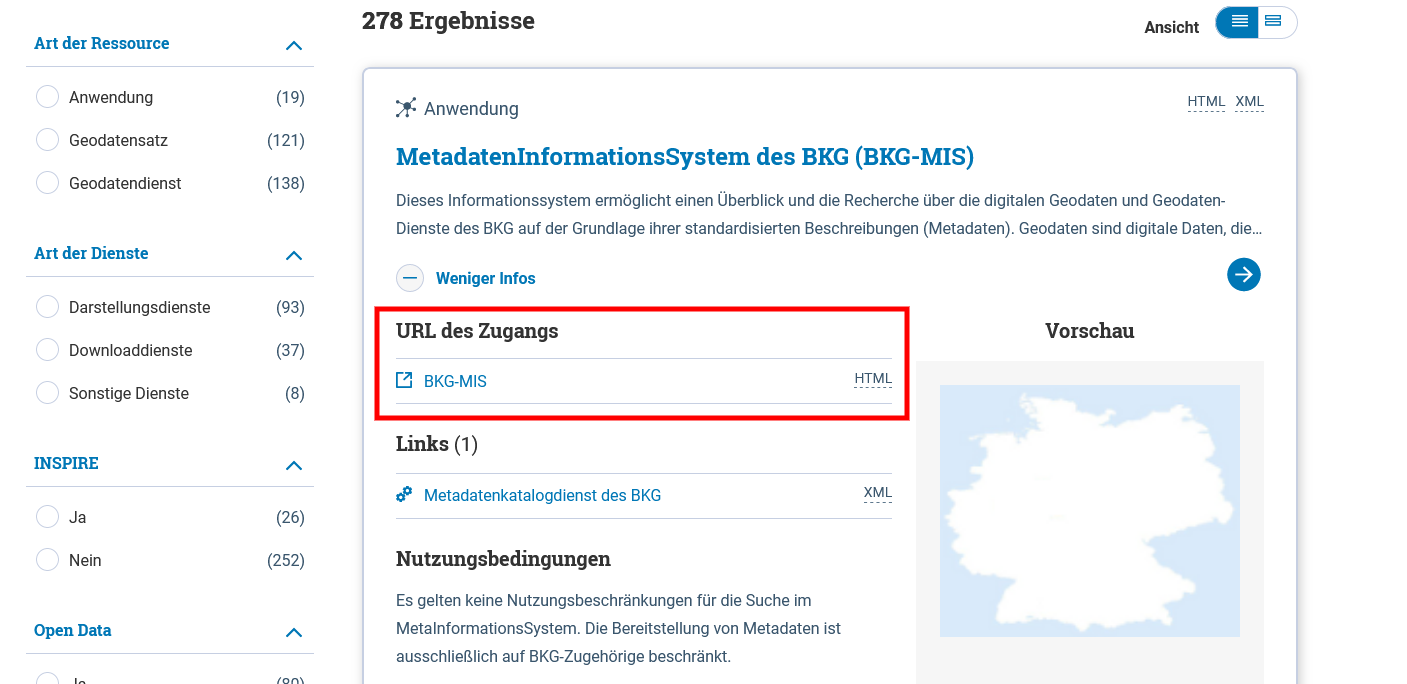 Art der Ressource
Anwendung (19)
Geodatensatz (121)
Geodatendienst (138)
Art der Dienste
Darstellungsdienste (93)
Downloaddienste (37)
Sonstige Dienste (8)
INSPIRE
Ja (26)
Nein (252)
Open Data
Ja (80)
278 Ergebnisse
Ansicht
Anwendung
HTML XML
MetadatenInformationsSystem des BKG (BKG-MIS)
Dieses Informationssystem ermöglicht einen Überblick und die Recherche über die digitalen Geodaten und Geodaten-
Dienste des BKG auf der Grundlage ihrer standardisierten Beschreibungen (Metadaten). Geodaten sind digitale Daten, die…
Weniger Infos
URL des Zugangs
BKG-MIS HTML
Links (1)
Metadatenkatalogdienst des BKG XML
Nutzungsbedingungen
Es gelten keine Nutzungsbeschränkungen für die Suche im
MetaInformationsSystem. Die Bereitstellung von Metadaten ist
ausschließlich auf BKG-Zugehörige beschränkt.
Vorschau